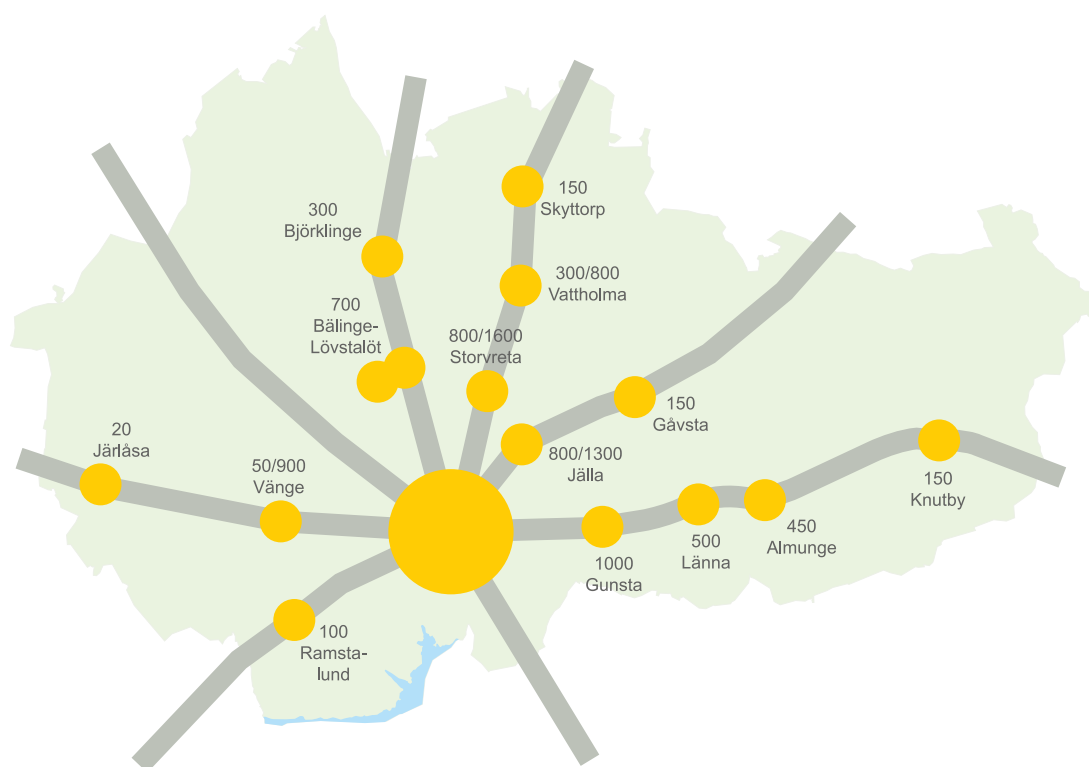 150
Skyttorp
300
Björklinge
300/800
Vattholma
700
Bälinge-
Lövstalöt
800/1600
Storvreta
150
Gåvsta
20
Järlåsa
50/900
Vänge
800/1300
Jälla
150
Knutby
450
Almunge
500
Länna
1000
Gunsta
100
Ramsta-
lund